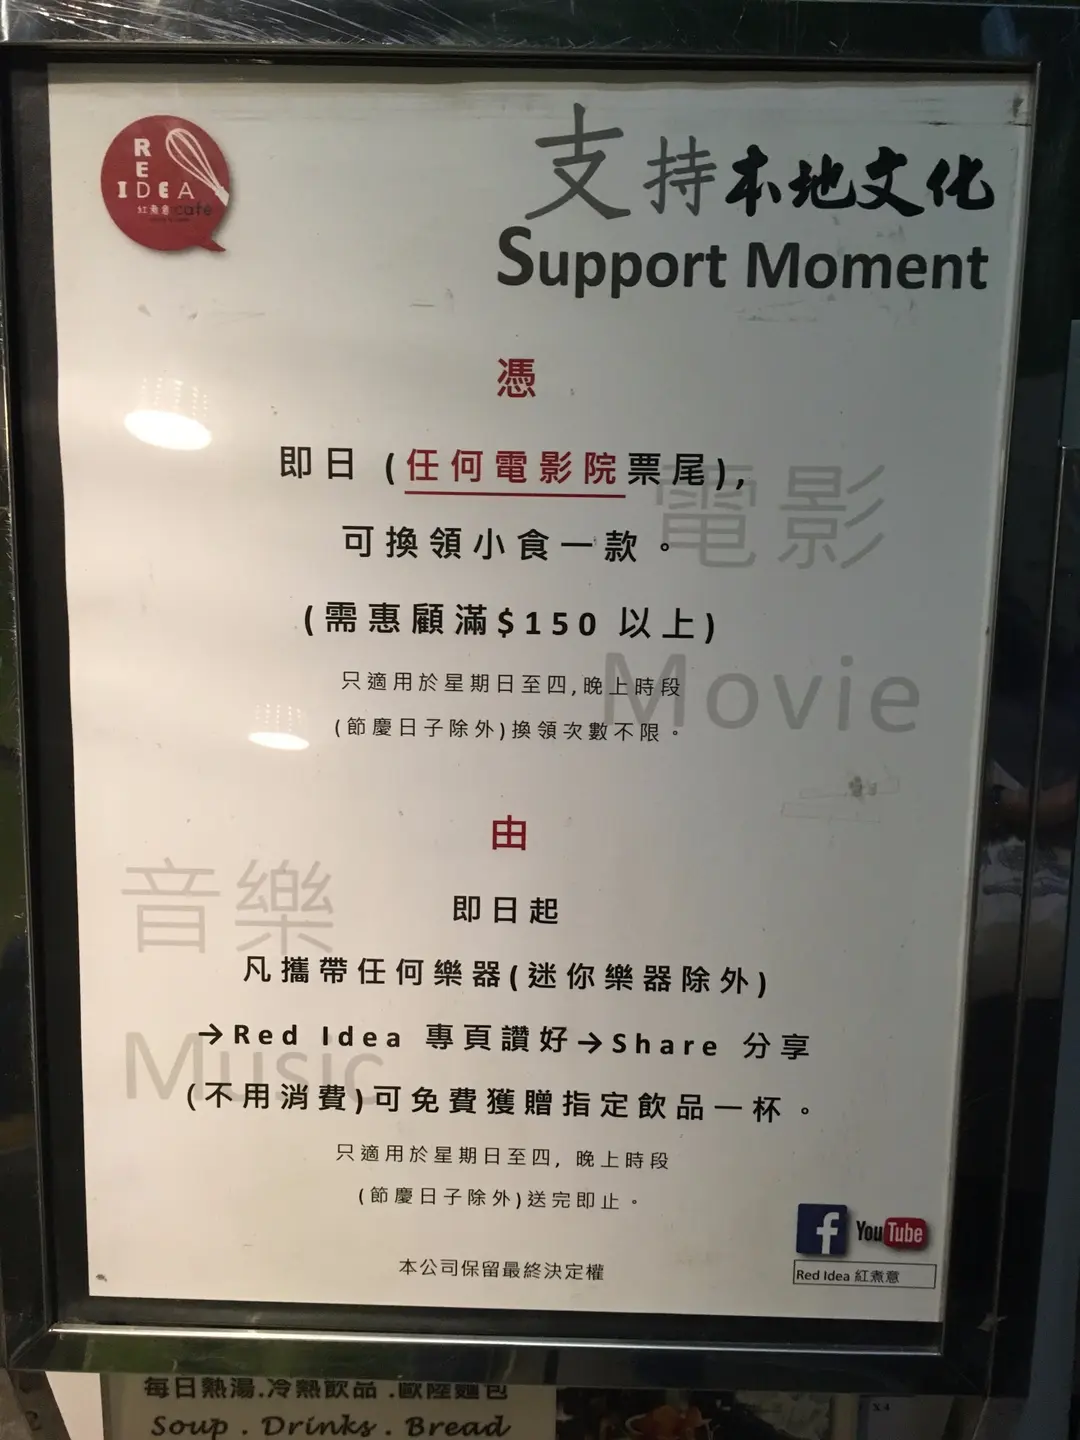 RED
IDEA
紅煮意 café
支持本地文化
Support Moment
憑
即日 (任何電影院票尾),
電影
可換領小食一款。
(需惠顧滿$150 以上)
Movie
只適用於星期日至四,晚上時段
(節慶日子除外)換領次數不限。
由
音樂
即日起
凡攜帶任何樂器(迷你樂器除外)
Music
→Red Idea 專頁讚好→Share 分享
(不用消費)可免費獲贈指定飲品一杯。
只適用於星期日至四, 晚上時段
(節慶日子除外)送完即止。
f YouTube
Red Idea 紅煮意
本公司保留最終決定權
每日熱湯.冷熱飲品.歐陸麵包
Soup . Drinks . Bread
X4